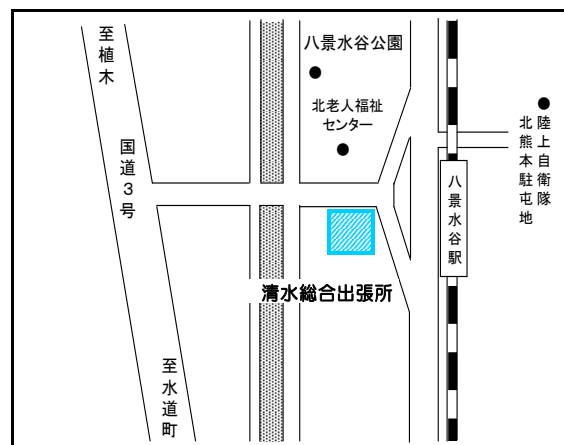 至植木
国道3号
至水道町
八景水谷公園
北老人福祉
センター
清水総合出張所
八景水谷駅
陸上自衛隊
北熊本駐屯地